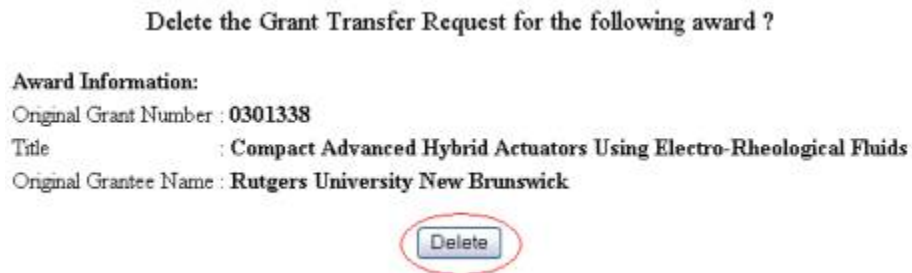 Delete the Grant Transfer Request for the following award ?
Award Information:
Original Grant Number : 0301338
Title : Compact Advanced Hybrid Actuators Using Electro-Rheological Fluids
Original Grantee Name : Rutgers University New Brunswick
Delete